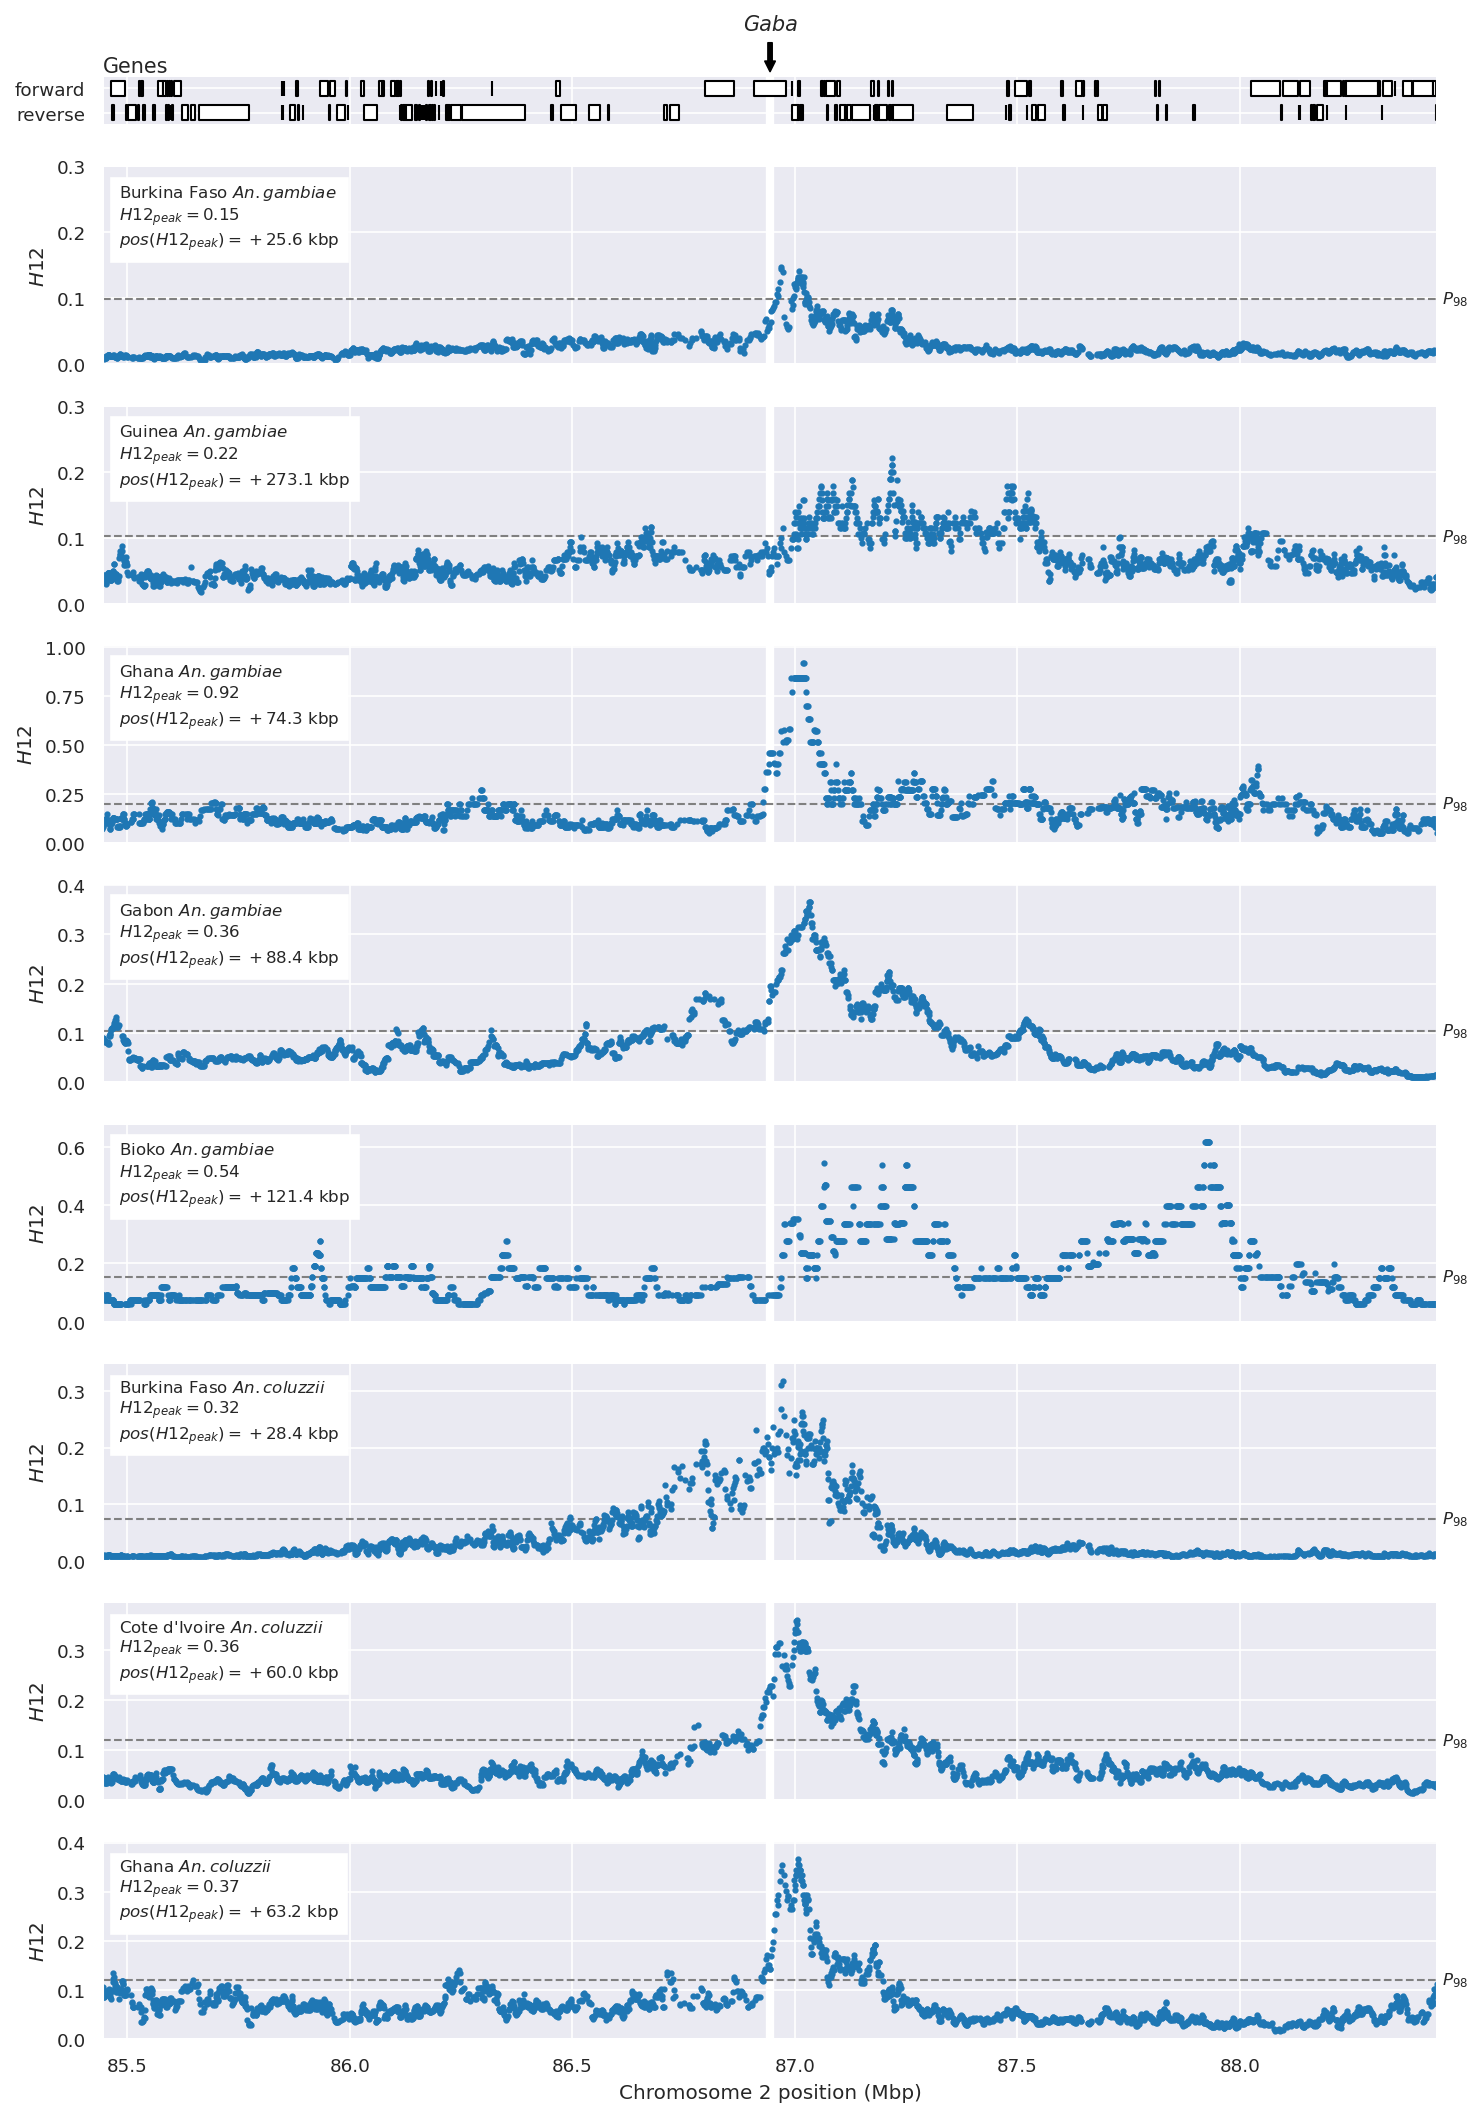 Gaba
Genes
forward
reverse
0.3
0.2
0.1
0.0
H12
Burkina Faso An. gambiae
H12peak = 0.15
pos(H12peak) = +25.6 kbp
P98
0.3
0.2
0.1
0.0
H12
Guinea An. gambiae
H12peak = 0.22
pos(H12peak) = +273.1 kbp
P98
1.00
0.75
0.50
0.25
0.00
H12
Ghana An. gambiae
H12peak = 0.92
pos(H12peak) = +74.3 kbp
P98
0.4
0.3
0.2
0.1
0.0
H12
Gabon An. gambiae
H12peak = 0.36
pos(H12peak) = +88.4 kbp
P98
0.6
0.4
0.2
0.0
H12
Bioko An. gambiae
H12peak = 0.54
pos(H12peak) = +121.4 kbp
P98
0.3
0.2
0.1
0.0
H12
Burkina Faso An. coluzzii
H12peak = 0.32
pos(H12peak) = +28.4 kbp
P98
0.3
0.2
0.1
0.0
H12
Cote d'Ivoire An. coluzzii
H12peak = 0.36
pos(H12peak) = +60.0 kbp
P98
0.4
0.3
0.2
0.1
0.0
H12
Ghana An. coluzzii
H12peak = 0.37
pos(H12peak) = +63.2 kbp
P98
85.5 86.0 86.5 87.0 87.5 88.0
Chromosome 2 position (Mbp)